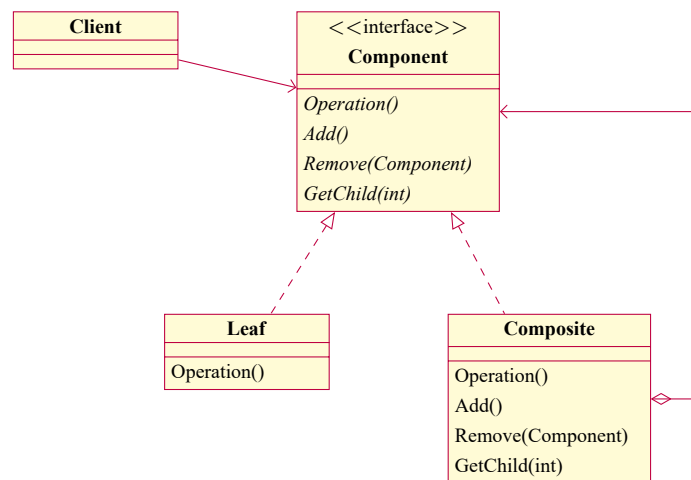 Client
<<interface>>
Component
Operation()
Add()
Remove(Component)
GetChild(int)
Leaf
Operation()
Composite
Operation()
Add()
Remove(Component)
GetChild(int)